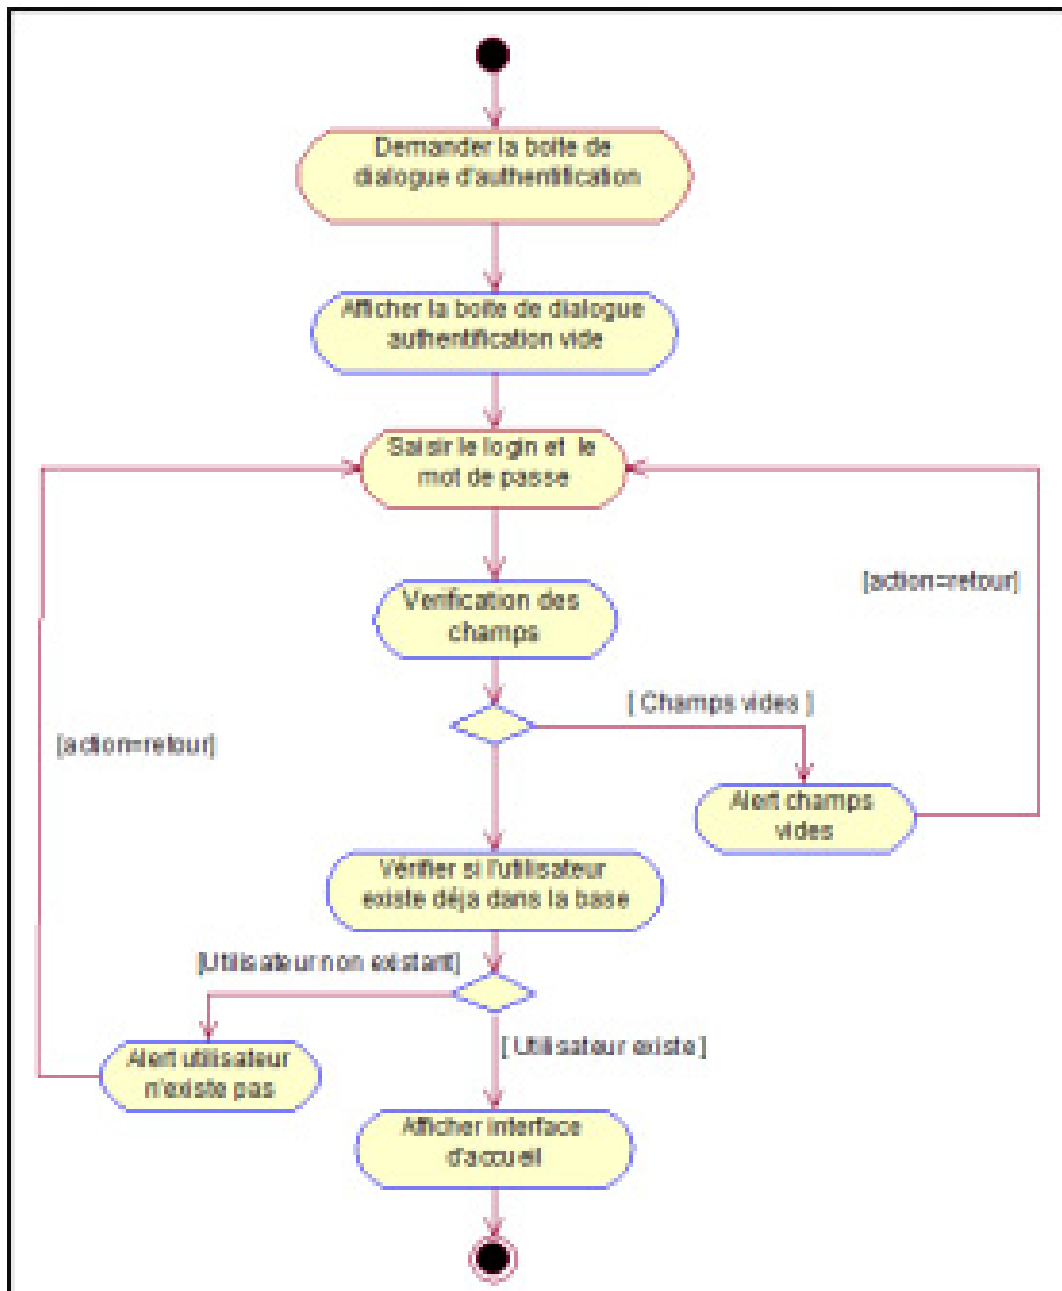 Demander la boite de
dialogue d'authentification
Afficher la boite de dialogue
authentification vide
Saisir le login et le
mot de passe
[action=retour]
Verification des
champs
[ Champs vides ]
[action=retour]
Alert champs
vides
Vérifier si l'utilisateur
existe déja dans la base
[Utilisateur non existant]
[ Utilisateur existe ]
Alert utilisateur
n'existe pas
Afficher interface
d'accueil